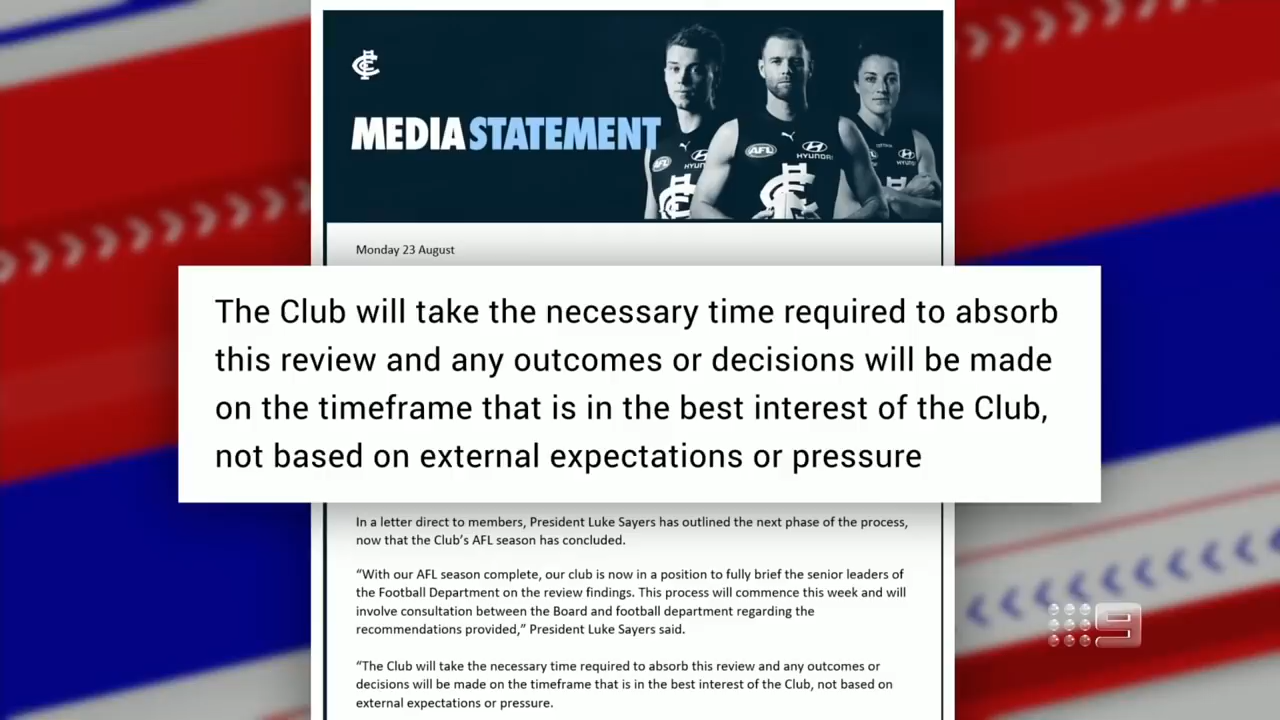 MEDIA STATEMENT
AFL
HYUNDAI
AFL
HYUNDAI
HYUNDAI
Monday 23 August
The Club will take the necessary time required to absorb
this review and any outcomes or decisions will be made
on the timeframe that is in the best interest of the Club,
not based on external expectations or pressure
In a letter direct to members, President Luke Sayers has outlined the next phase of the process,
now that the Club's AFL season has concluded.
“With our AFL season complete, our club is now in a position to fully brief the senior leaders of
the Football Department on the review findings. This process will commence this week and will
involve consultation between the Board and football department regarding the
recommendations provided,” President Luke Sayers said.
“The Club will take the necessary time required to absorb this review and any outcomes or
decisions will be made on the timeframe that is in the best interest of the Club, not based on
external expectations or pressure.
9